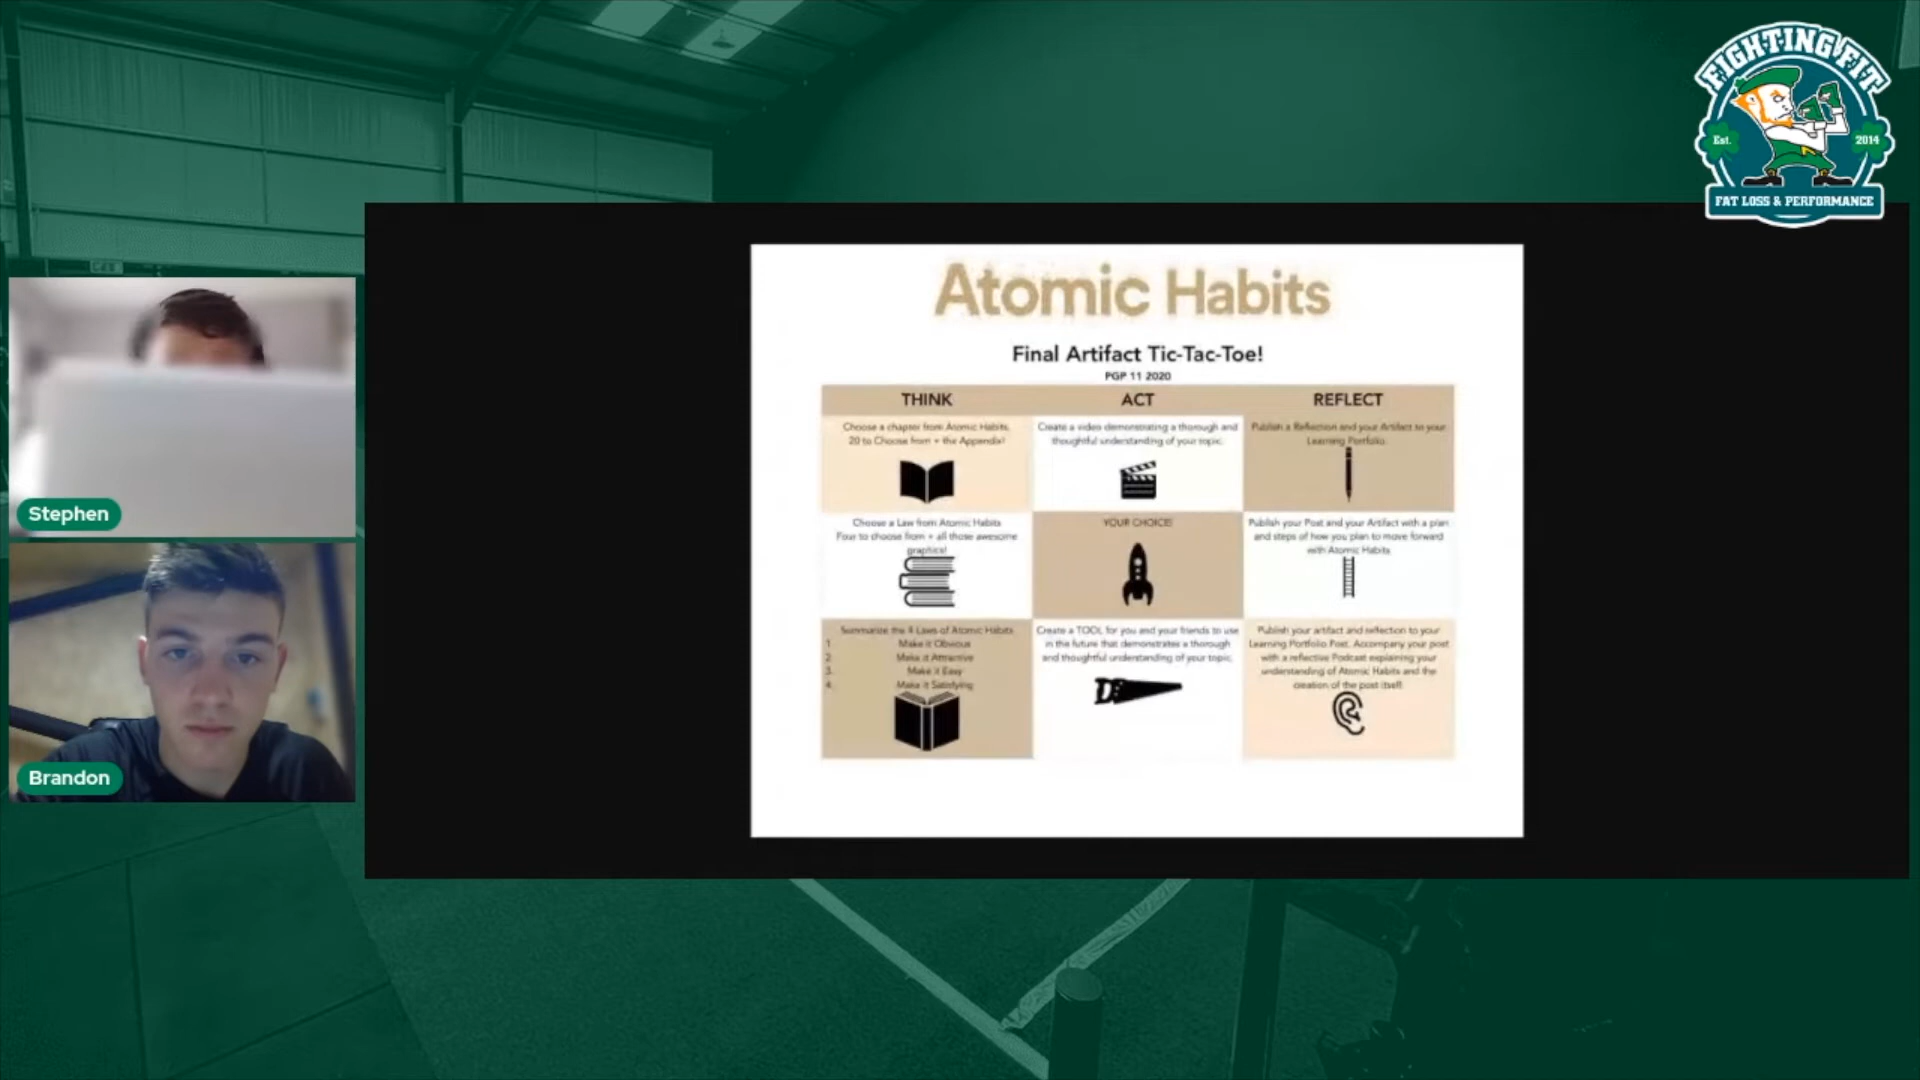 FIGHTING FIT
Est. 2014
FAT LOSS & PERFORMANCE
Stephen
Brandon
Atomic Habits
Final Artifact Tic-Tac-Toe!
PGP 11 2020
THINK
ACT
REFLECT
Choose a chapter from Atomic Habits.
20 to Choose from + the Appendix!
Create a video demonstrating a thorough and
thoughtful understanding of your topic.
Publish a Reflection and your Artifact to your
Learning Portfolio.
Choose a Law from Atomic Habits
Four to choose from + all those awesome
graphics!
YOUR CHOICE!
Publish your Post and your Artifact with a plan
and steps of how you plan to move forward
with Atomic Habits
Summarize the 4 Laws of Atomic Habits
1. Make it Obvious
2. Make it Attractive
3. Make it Easy
4. Make it Satisfying
Create a TOOL for you and your friends to use
in the future that demonstrates a thorough
and thoughtful understanding of your topic.
Publish your artifact and reflection to your
Learning Portfolio Post. Accompany your post
with a reflective Podcast explaining your
understanding of Atomic Habits and the
creation of the post itself.